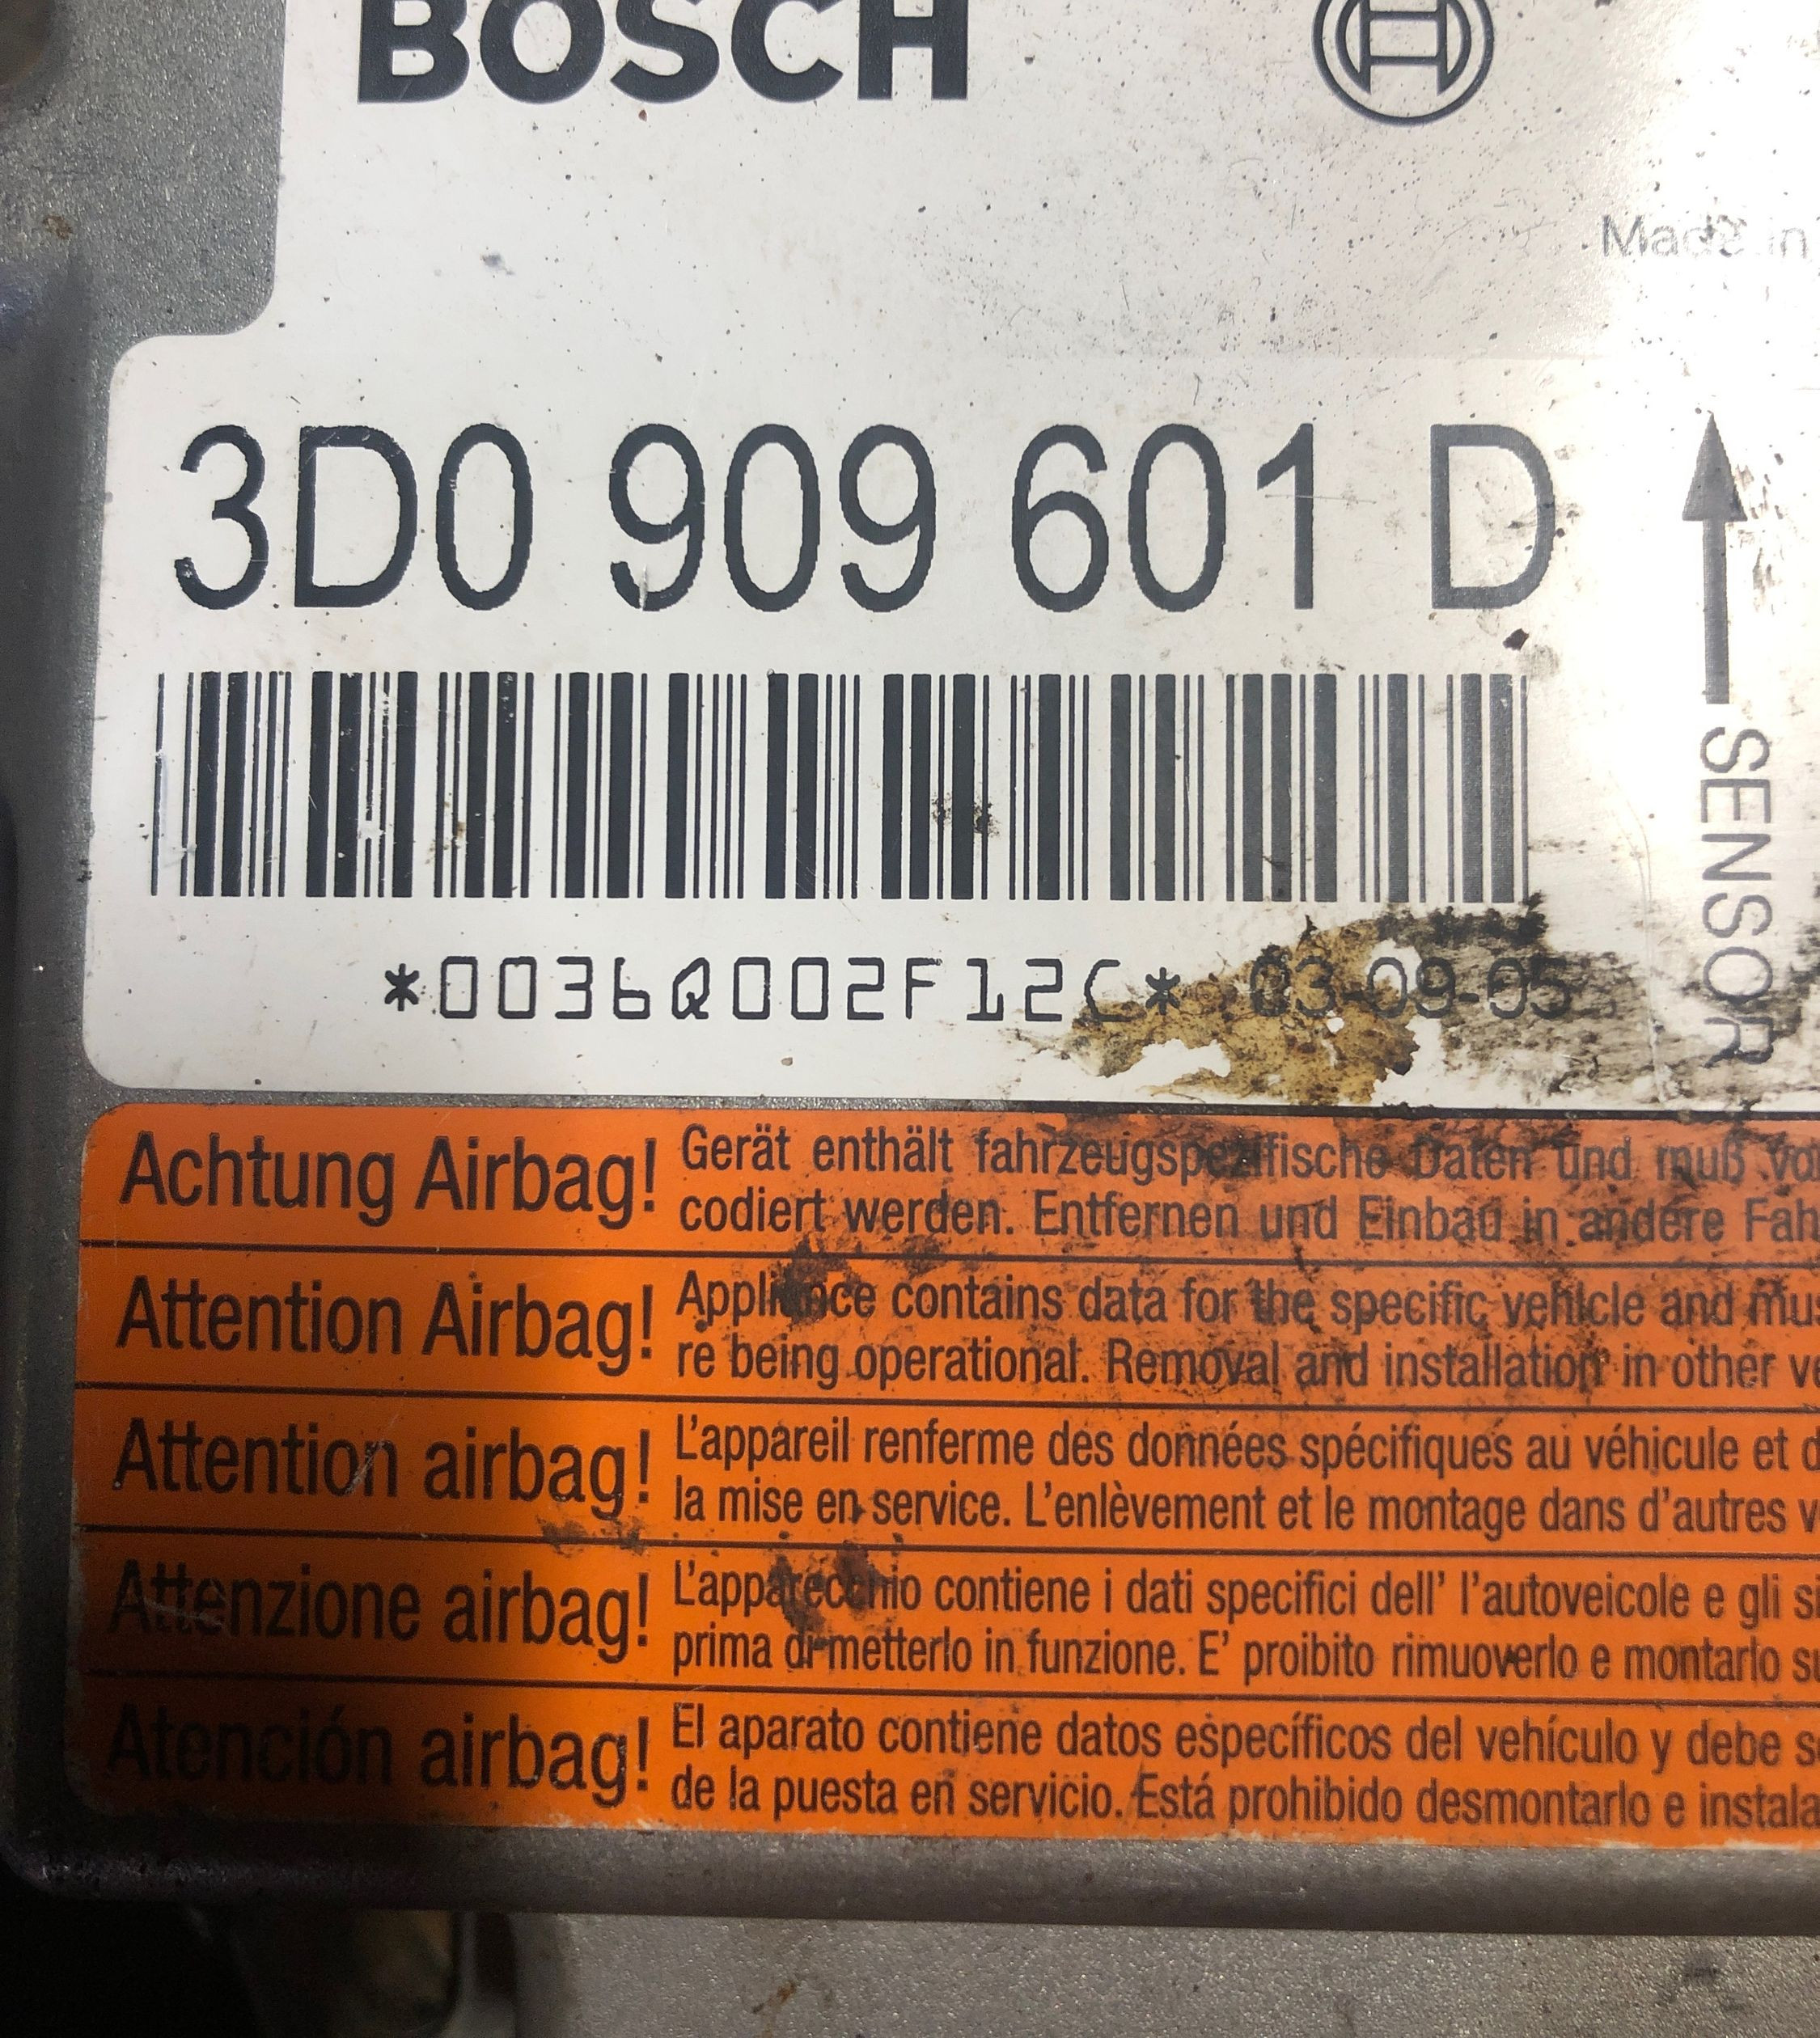 BOSCH
Made in
3D0 909 601 D
SENSOR
*0036Q002F12C* 03-09-05
Achtung Airbag! Gerät enthält fahrzeugspezifische Daten und muß
codiert werden. Entfernen und Einbau in andere
Attention Airbag! Appliance contains data for the specific vehicle and
re being operational. Removal and installation in other
Attention airbag! L'appareil renferme des données spécifiques au véhicule et
la mise en service. L'enlèvement et le montage dans d'autres
Attenzione airbag! L'apparecchio contiene i dati specifici dell' l'autoveicole e gli
prima di metterlo in funzione. E' proibito rimuoverlo e montarlo
Atención airbag! El aparato contiene datos específicos del vehículo y debe
de la puesta en servicio. Está prohibido desmontarlo e